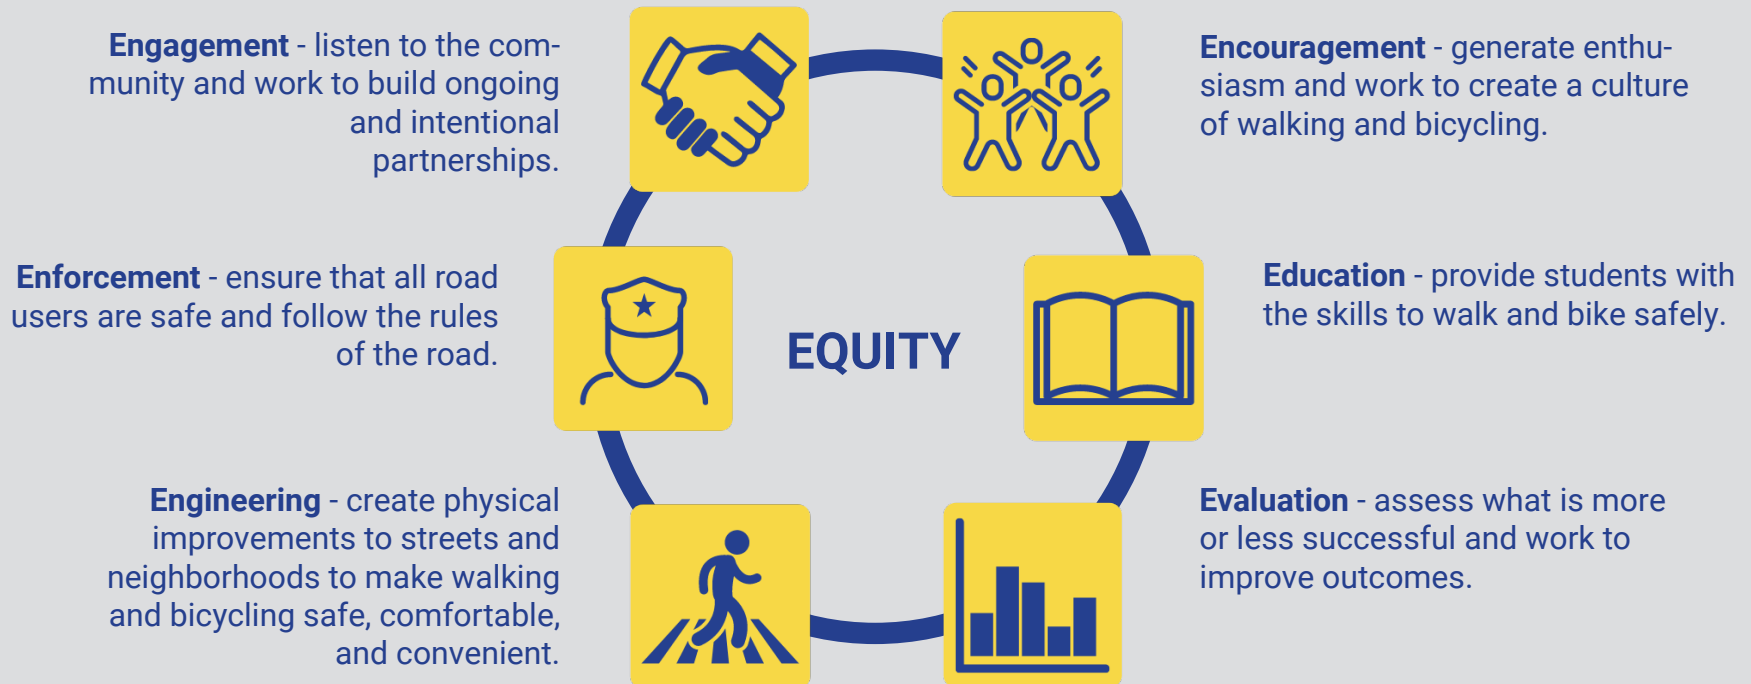 Engagement - listen to the com-
munity and work to build ongoing
and intentional
partnerships.
Encouragement - generate enthu-
siasm and work to create a culture
of walking and bicycling.
Enforcement - ensure that all road
users are safe and follow the rules
of the road.
EQUITY
Education - provide students with
the skills to walk and bike safely.
Engineering - create physical
improvements to streets and
neighborhoods to make walking
and bicycling safe, comfortable,
and convenient.
Evaluation - assess what is more
or less successful and work to
improve outcomes.